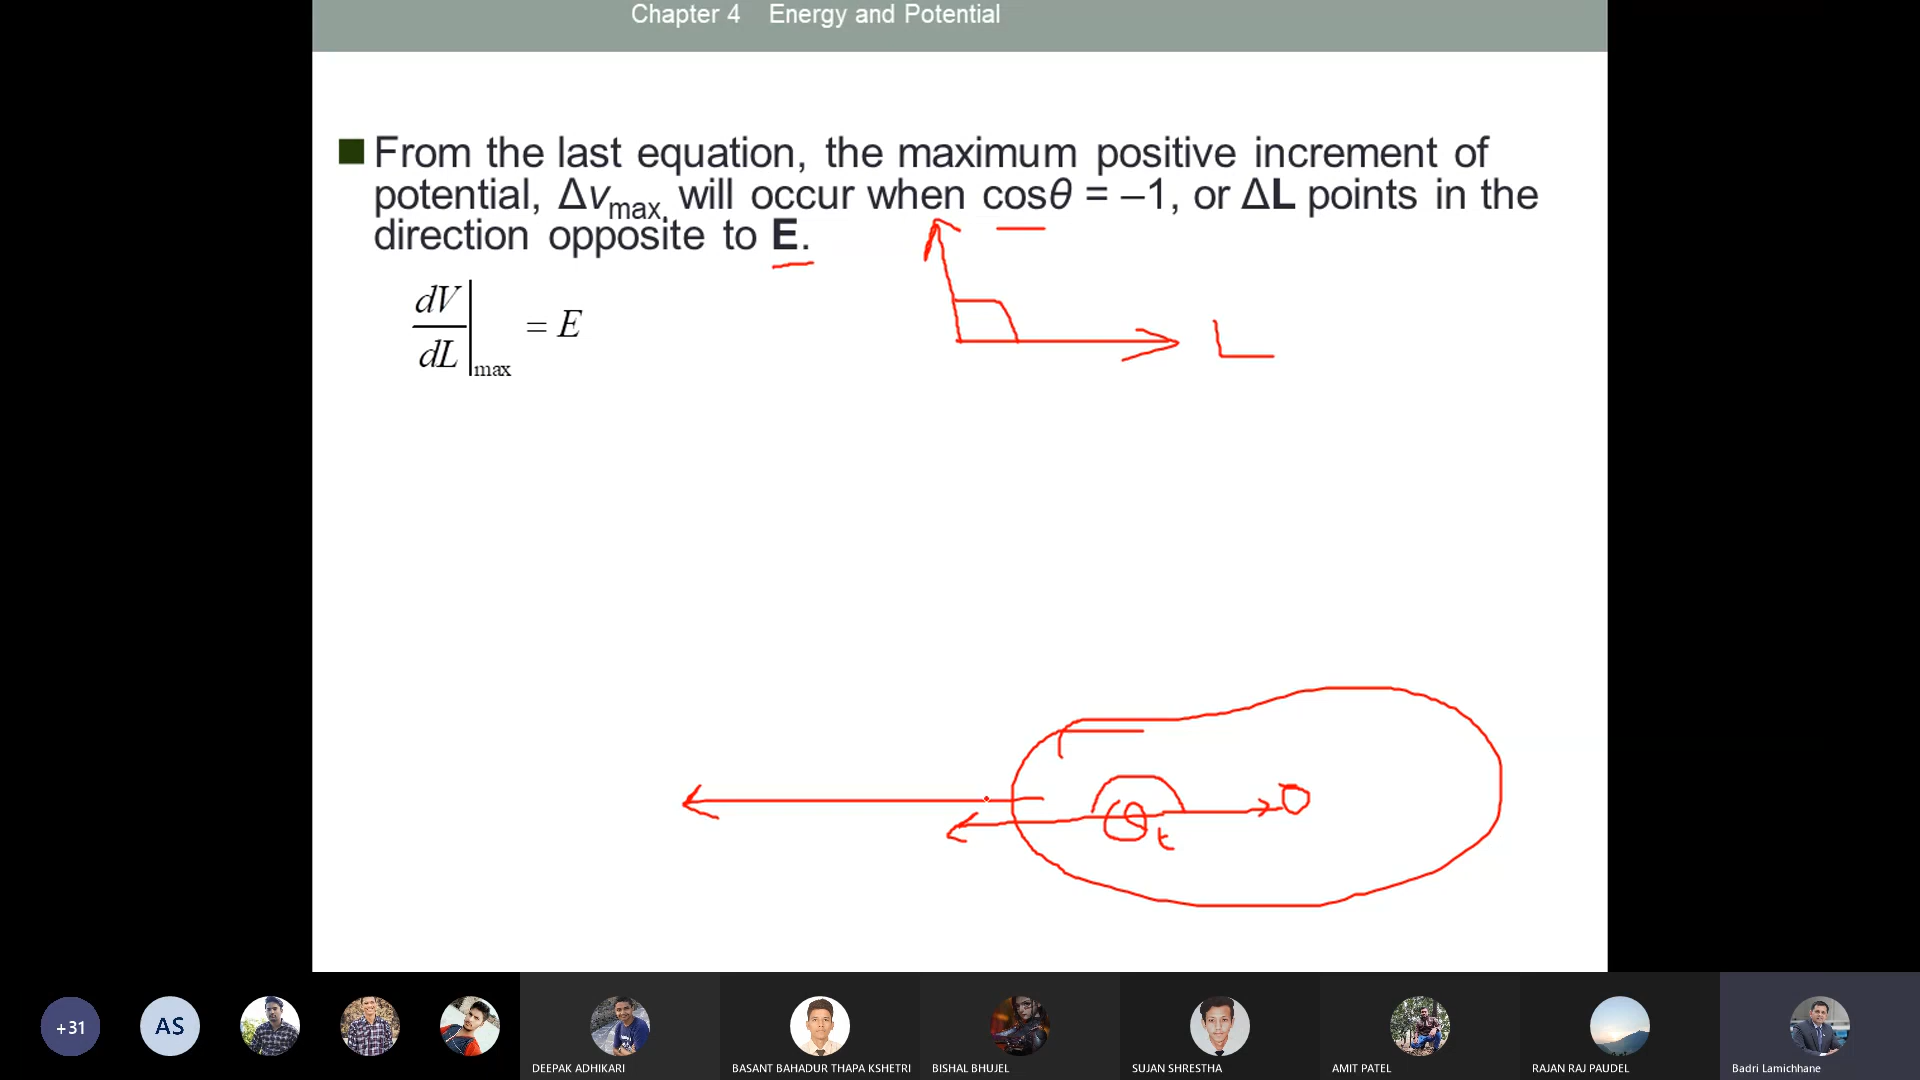 Chapter 4 Energy and Potential
From the last equation, the maximum positive increment of
potential, Δvmax, will occur when cosθ = –1, or ΔL points in the
direction opposite to E.
dV/dL|max = E
L
+31
AS
DEEPAK ADHIKARI
BASANT BAHADUR THAPA KSHETRI
BISHAL BHUJEL
SUJAN SHRESTHA
AMIT PATEL
RAJAN RAJ PAUDEL
Badri Lamichhane